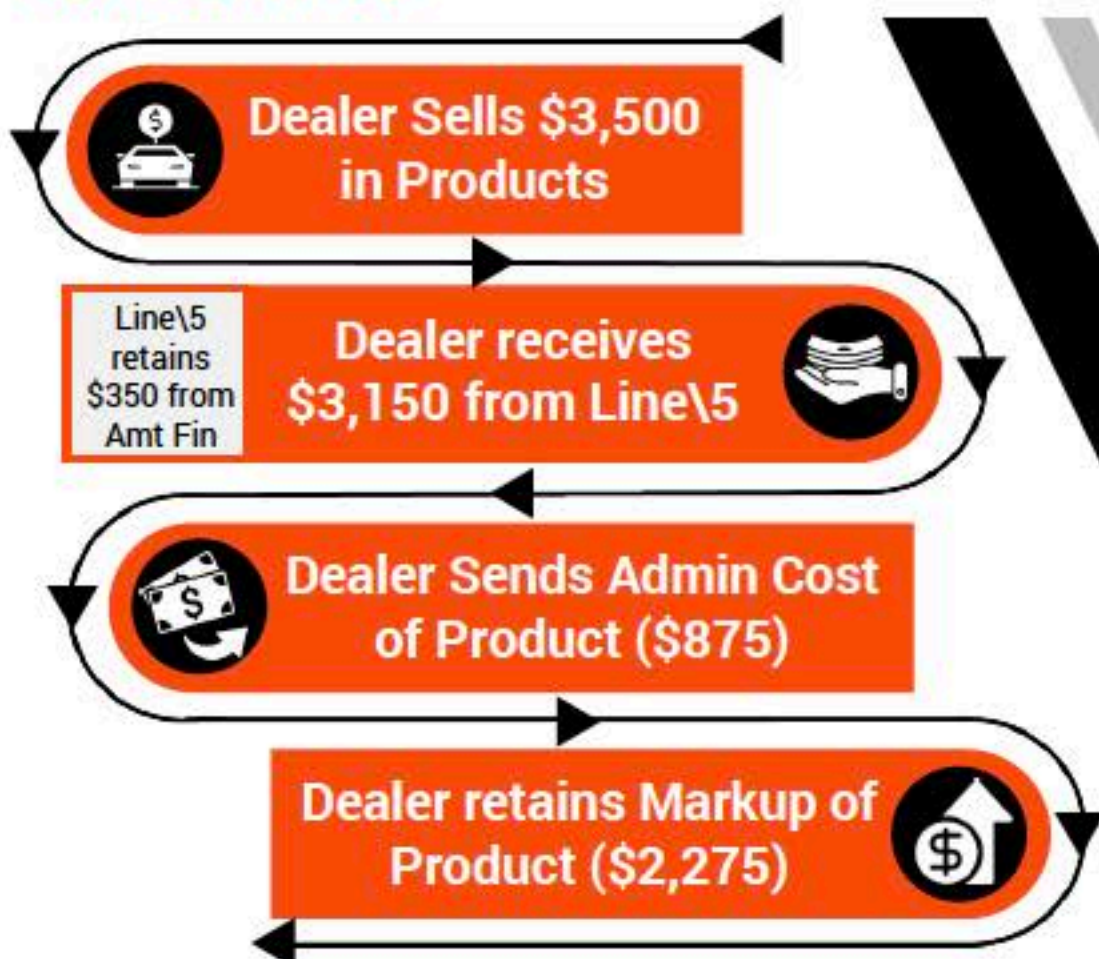 Dealer Sells $3,500
in Products
Line\5
retains
$350 from
Amt Fin
Dealer receives
$3,150 from Line\5
Dealer Sends Admin Cost
of Product ($875)
Dealer retains Markup of
Product ($2,275)